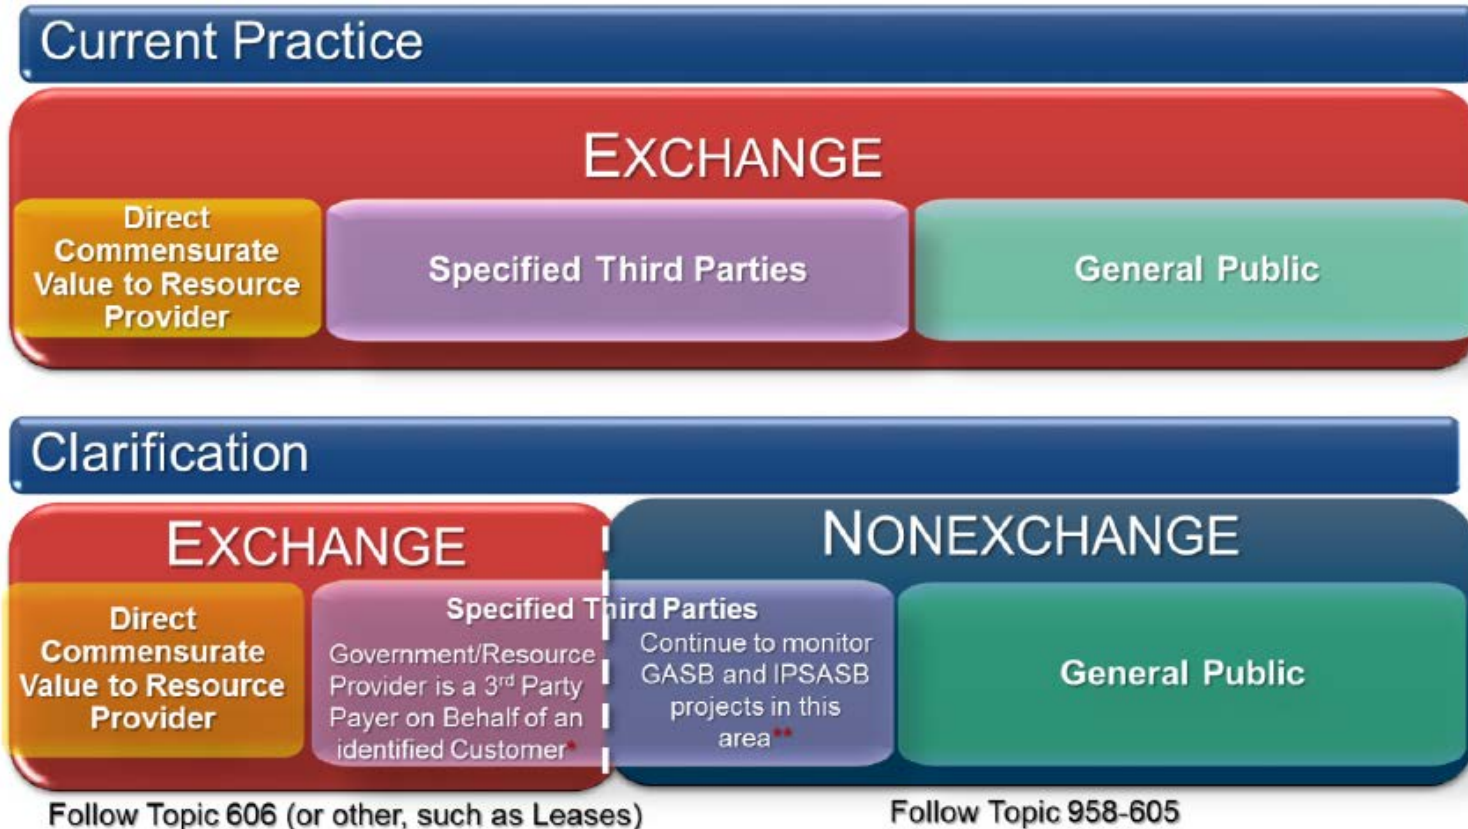 Current Practice
EXCHANGE
Direct
Commensurate
Value to Resource
Provider
Specified Third Parties
General Public
Clarification
EXCHANGE
NONEXCHANGE
Direct
Commensurate
Value to Resource
Provider
Specified Third Parties
Government/Resource
Provider is a 3rd Party
Payer on Behalf of an
identified Customer*
Continue to monitor
GASB and IPSASB
projects in this
area**
General Public
Follow Topic 606 (or other, such as Leases)
Follow Topic 958-605